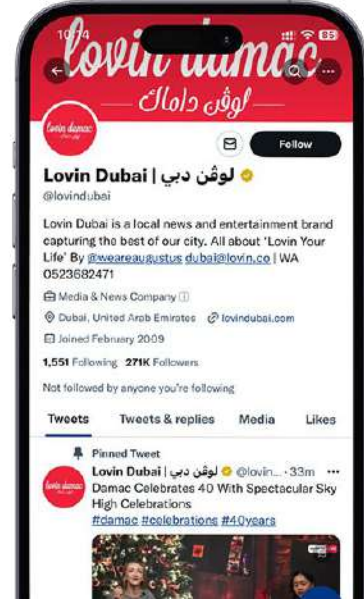 10:14
85
lovin damac
لوڤن داماك
lovin damac
Follow
Lovin Dubai | لوڤن دبي
@lovindubai
Lovin Dubai is a local news and entertainment brand
capturing the best of our city. All about 'Lovin Your
Life' By @weareaugustus dubai@lovin.co | WA
0523682471
Media & News Company
Dubai, United Arab Emirates lovindubai.com
Joined February 2009
1,551 Following 271K Followers
Not followed by anyone you're following
Tweets Tweets & replies Media Likes
Pinned Tweet
Lovin Dubai | لوڤن دبي @lovin... · 33m
lovin damac
Damac Celebrates 40 With Spectacular Sky
High Celebrations
#damac #celebrations #40years